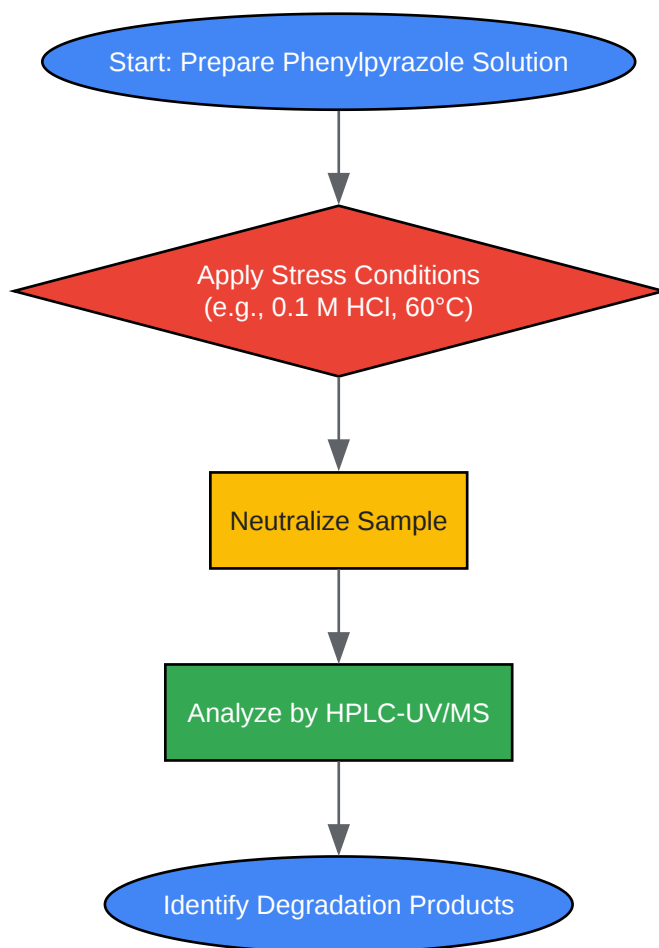 Start: Prepare Phenylpyrazole Solution
Apply Stress Conditions
(e.g., 0.1 M HCl, 60°C)
Neutralize Sample
Analyze by HPLC-UV/MS
Identify Degradation Products